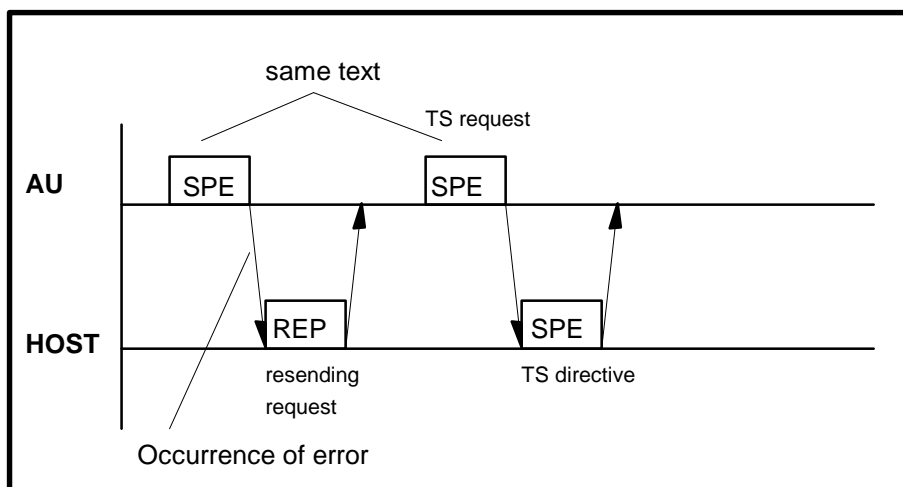 same text
TS request
AU
SPE
SPE
HOST
REP
SPE
resending
request
TS directive
Occurrence of error